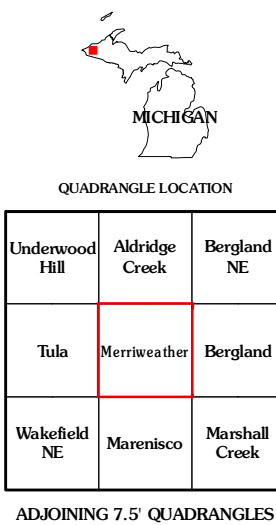 MICHIGAN
QUADRANGLE LOCATION
Underwood
Hill
Aldridge
Creek
Bergland
NE
Tula
Merriweather
Bergland
Wakefield
NE
Marenisco
Marshall
Creek
ADJOINING 7.5' QUADRANGLES